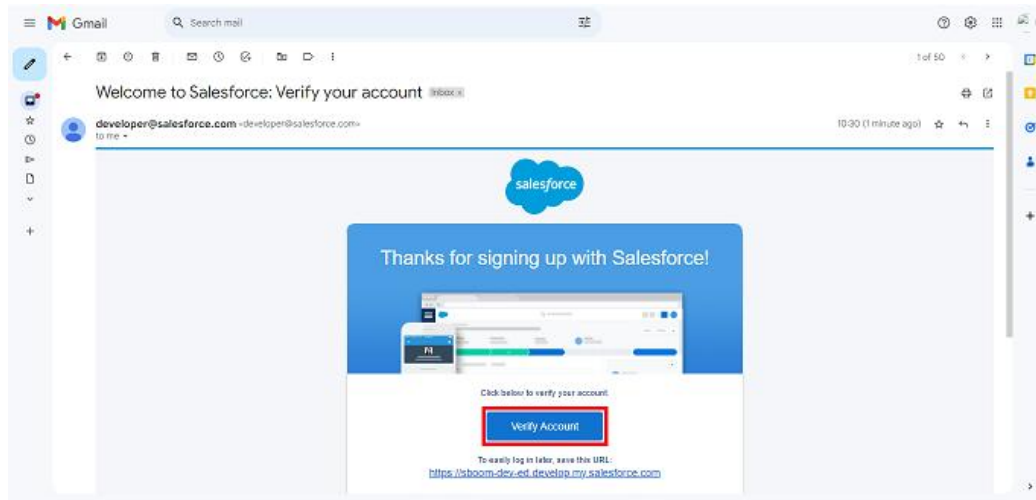 Gmail
Search mail
1 of 50
Welcome to Salesforce: Verify your account Inbox x
developer@salesforce.com <developer@salesforce.com>
10:30 (1 minute ago)
to me
salesforce
Thanks for signing up with Salesforce!
Click below to verify your account.
Verify Account
To easily log in later, save this URL:
https://sboom-dev-ed.develop.my.salesforce.com